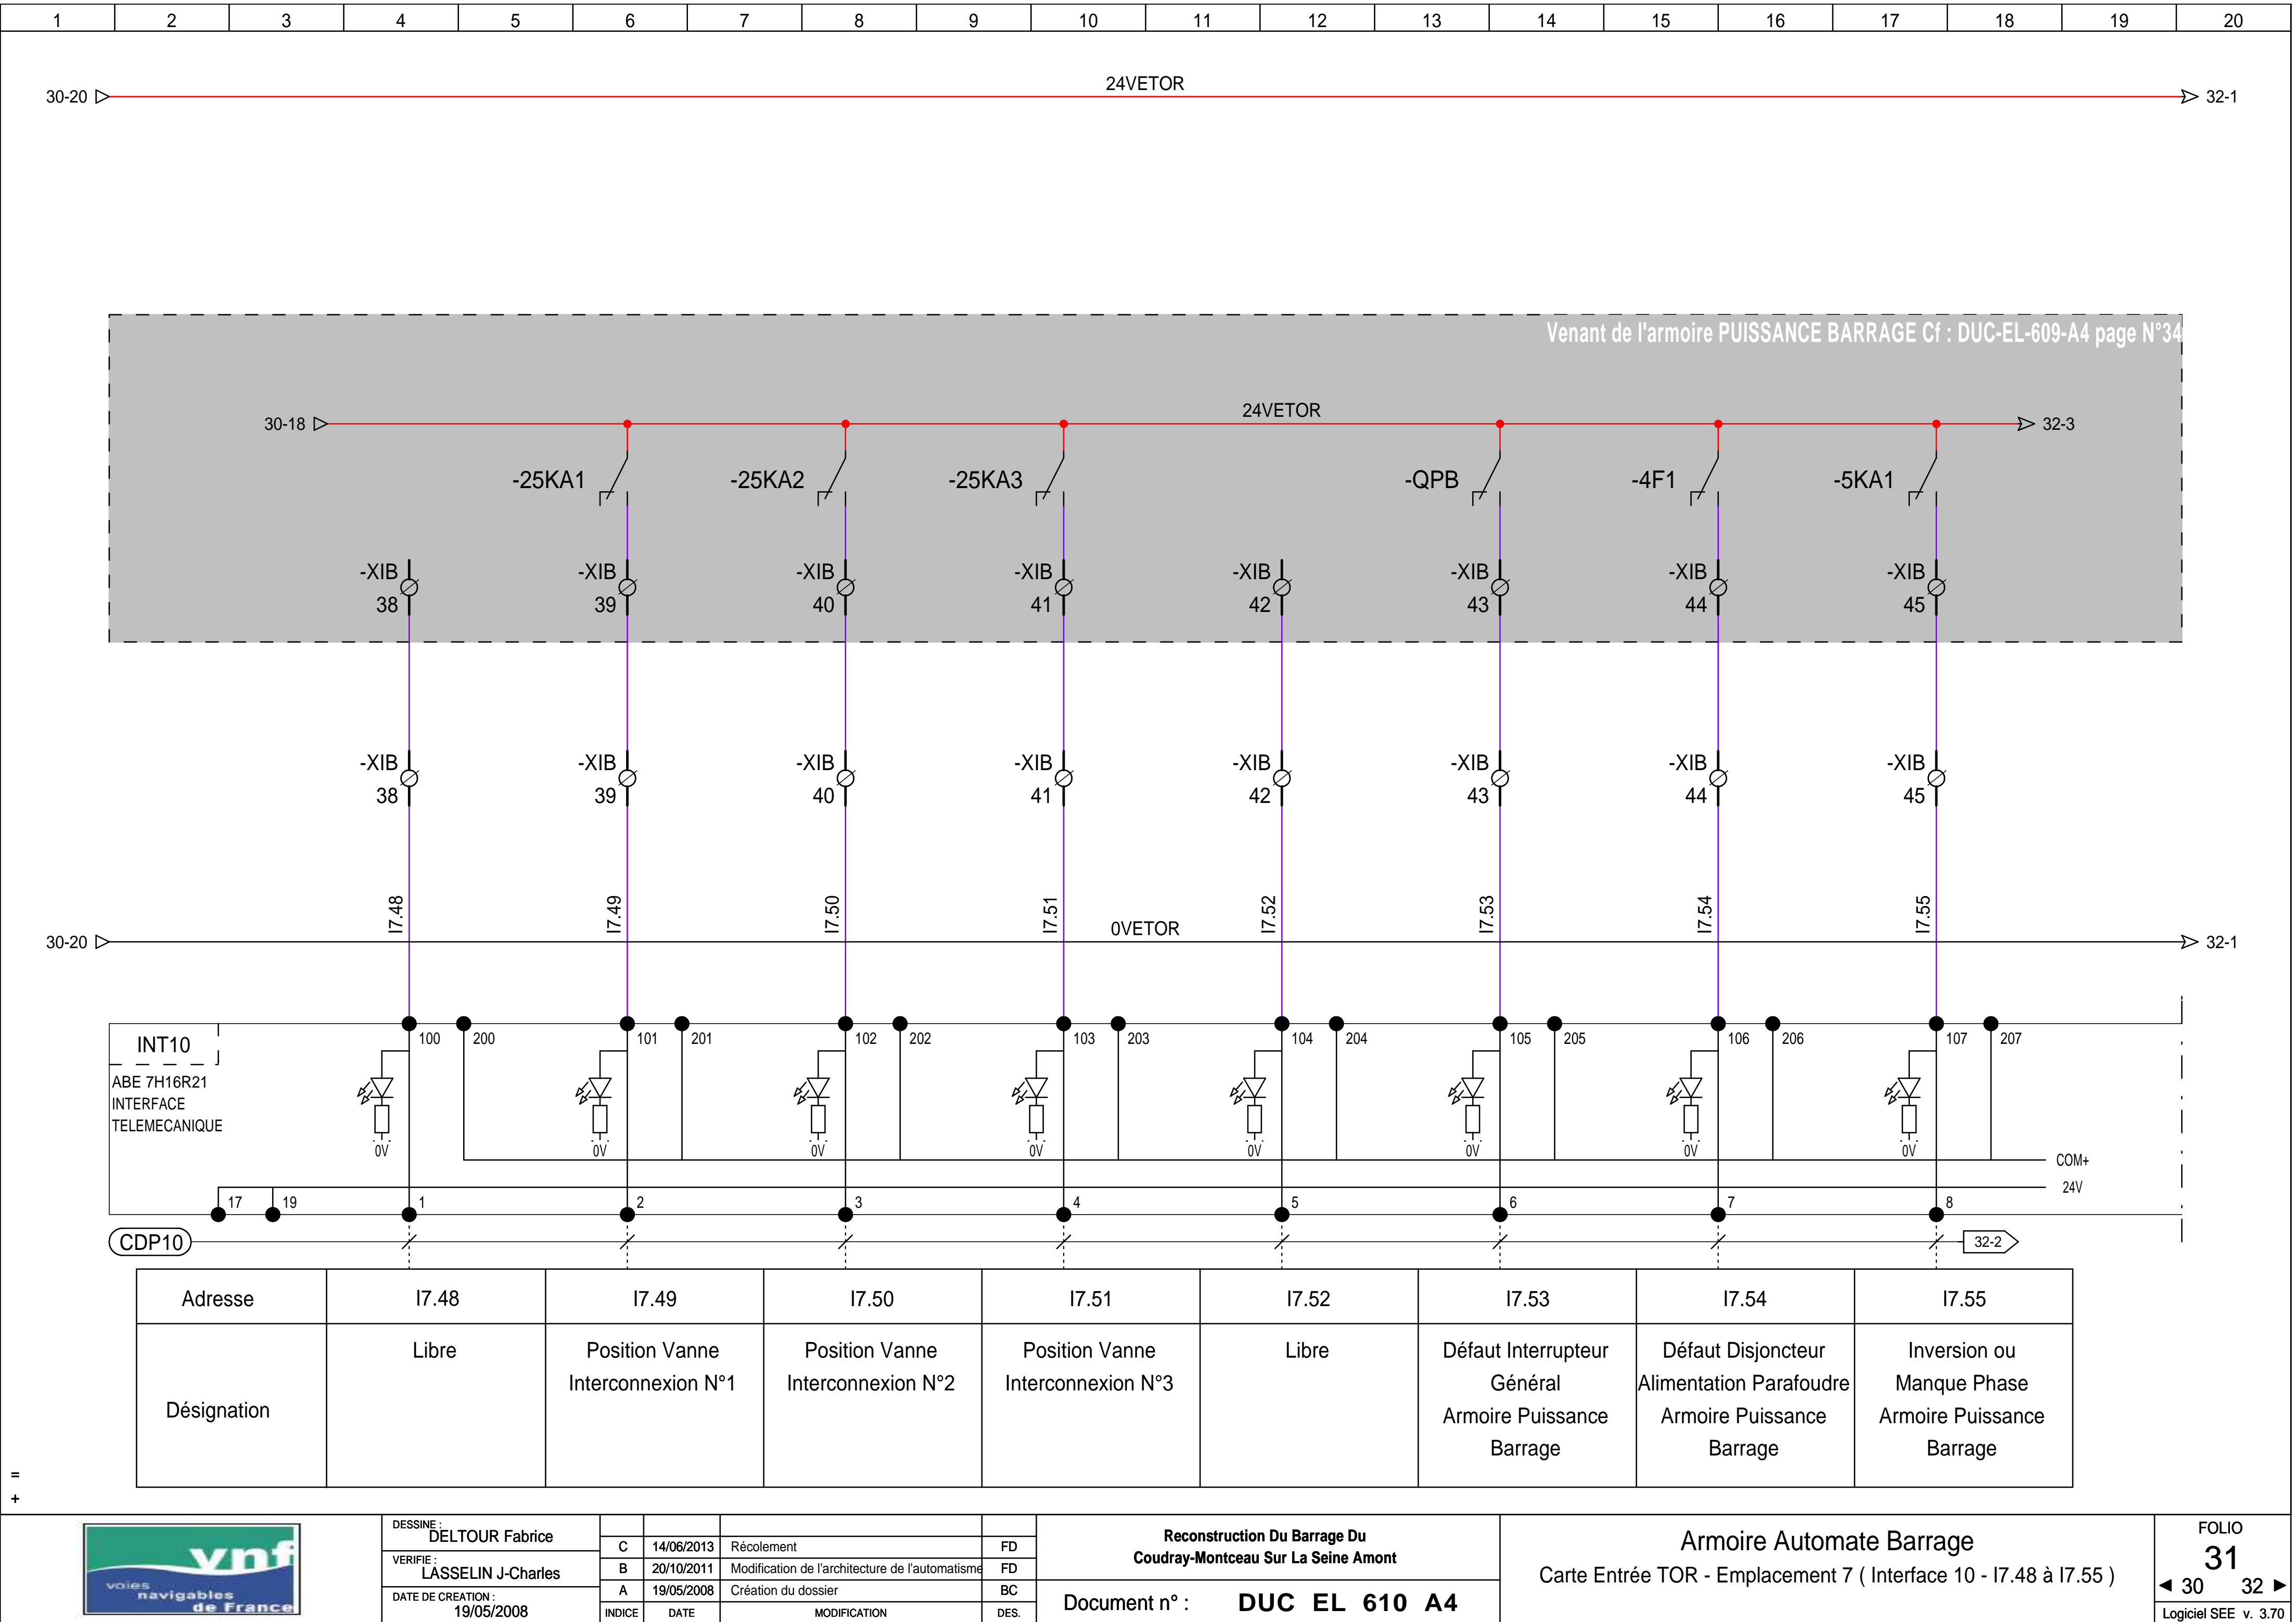 1 2 3 4 5 6 7 8 9 10 11 12 13 14 15 16 17 18 19 20
24VETOR
30-20 32-1
Venant de l'armoire PUISSANCE BARRAGE Cf : DUC-EL-609-A4 page N°34
24VETOR
30-18 32-3
-25KA1 -25KA2 -25KA3 -QPB -4F1 -5KA1
-XIB -XIB -XIB -XIB -XIB -XIB -XIB -XIB
38 39 40 41 42 43 44 45
-XIB -XIB -XIB -XIB -XIB -XIB -XIB -XIB
38 39 40 41 42 43 44 45
I7.48 I7.49 I7.50 I7.51 I7.52 I7.53 I7.54 I7.55
0VETOR
30-20 32-1
INT10
100 200 101 201 102 202 103 203 104 204 105 205 106 206 107 207
ABE 7H16R21
INTERFACE
TELEMECANIQUE
0V 0V 0V 0V 0V 0V 0V 0V
COM+
24V
17 19 1 2 3 4 5 6 7 8
CDP10
32-2
Adresse I7.48 I7.49 I7.50 I7.51 I7.52 I7.53 I7.54 I7.55
Désignation
Libre
Position Vanne
Interconnexion N°1
Position Vanne
Interconnexion N°2
Position Vanne
Interconnexion N°3
Libre
Défaut Interrupteur
Général
Armoire Puissance
Barrage
Défaut Disjoncteur
Alimentation Parafoudre
Armoire Puissance
Barrage
Inversion ou
Manque Phase
Armoire Puissance
Barrage
=
+
vnf
voies
navigables
de France
DESSINE :
DELTOUR Fabrice
VERIFIE :
LASSELIN J-Charles
DATE DE CREATION :
19/05/2008
C 14/06/2013 Récolement FD
B 20/10/2011 Modification de l'architecture de l'automatisme FD
A 19/05/2008 Création du dossier BC
INDICE DATE MODIFICATION DES.
Reconstruction Du Barrage Du
Coudray-Montceau Sur La Seine Amont
Document n° : DUC EL 610 A4
Armoire Automate Barrage
Carte Entrée TOR - Emplacement 7 ( Interface 10 - I7.48 à I7.55 )
FOLIO
31
◄ 30 32 ►
Logiciel SEE v. 3.70